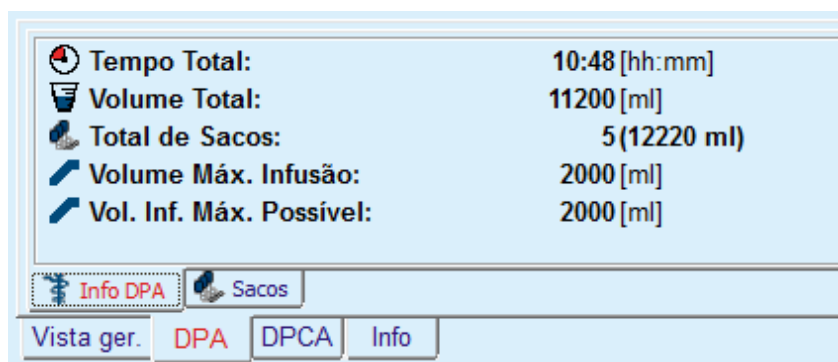 Tempo Total: 10:48 [hh:mm]
Volume Total: 11200 [ml]
Total de Sacos: 5 (12220 ml)
Volume Máx. Infusão: 2000 [ml]
Vol. Inf. Máx. Possível: 2000 [ml]
Info DPA Sacos
Vista ger. DPA DPCA Info